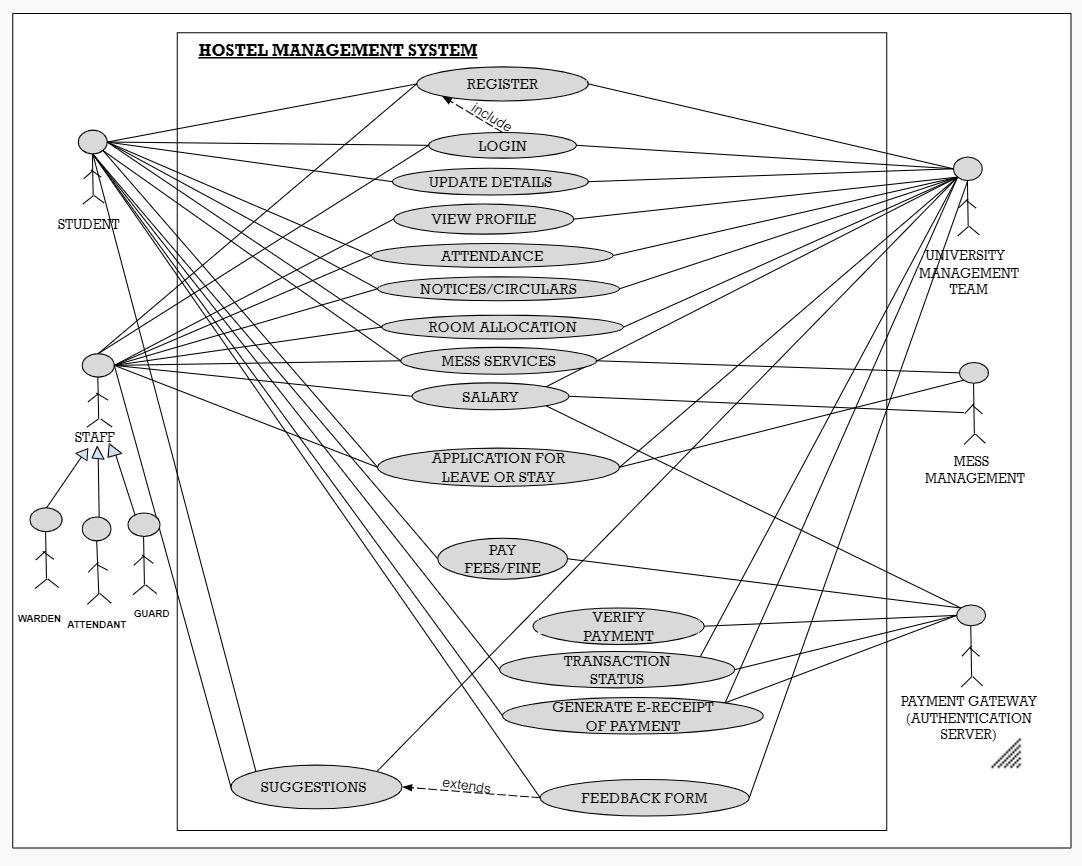 HOSTEL MANAGEMENT SYSTEM
REGISTER
include
LOGIN
UPDATE DETAILS
VIEW PROFILE
ATTENDANCE
NOTICES/CIRCULARS
ROOM ALLOCATION
MESS SERVICES
SALARY
APPLICATION FOR
LEAVE OR STAY
PAY
FEES/FINE
VERIFY
PAYMENT
TRANSACTION
STATUS
GENERATE E-RECEIPT
OF PAYMENT
SUGGESTIONS
extends
FEEDBACK FORM
STUDENT
STAFF
WARDEN
ATTENDANT
GUARD
UNIVERSITY
MANAGEMENT
TEAM
MESS
MANAGEMENT
PAYMENT GATEWAY
(AUTHENTICATION
SERVER)